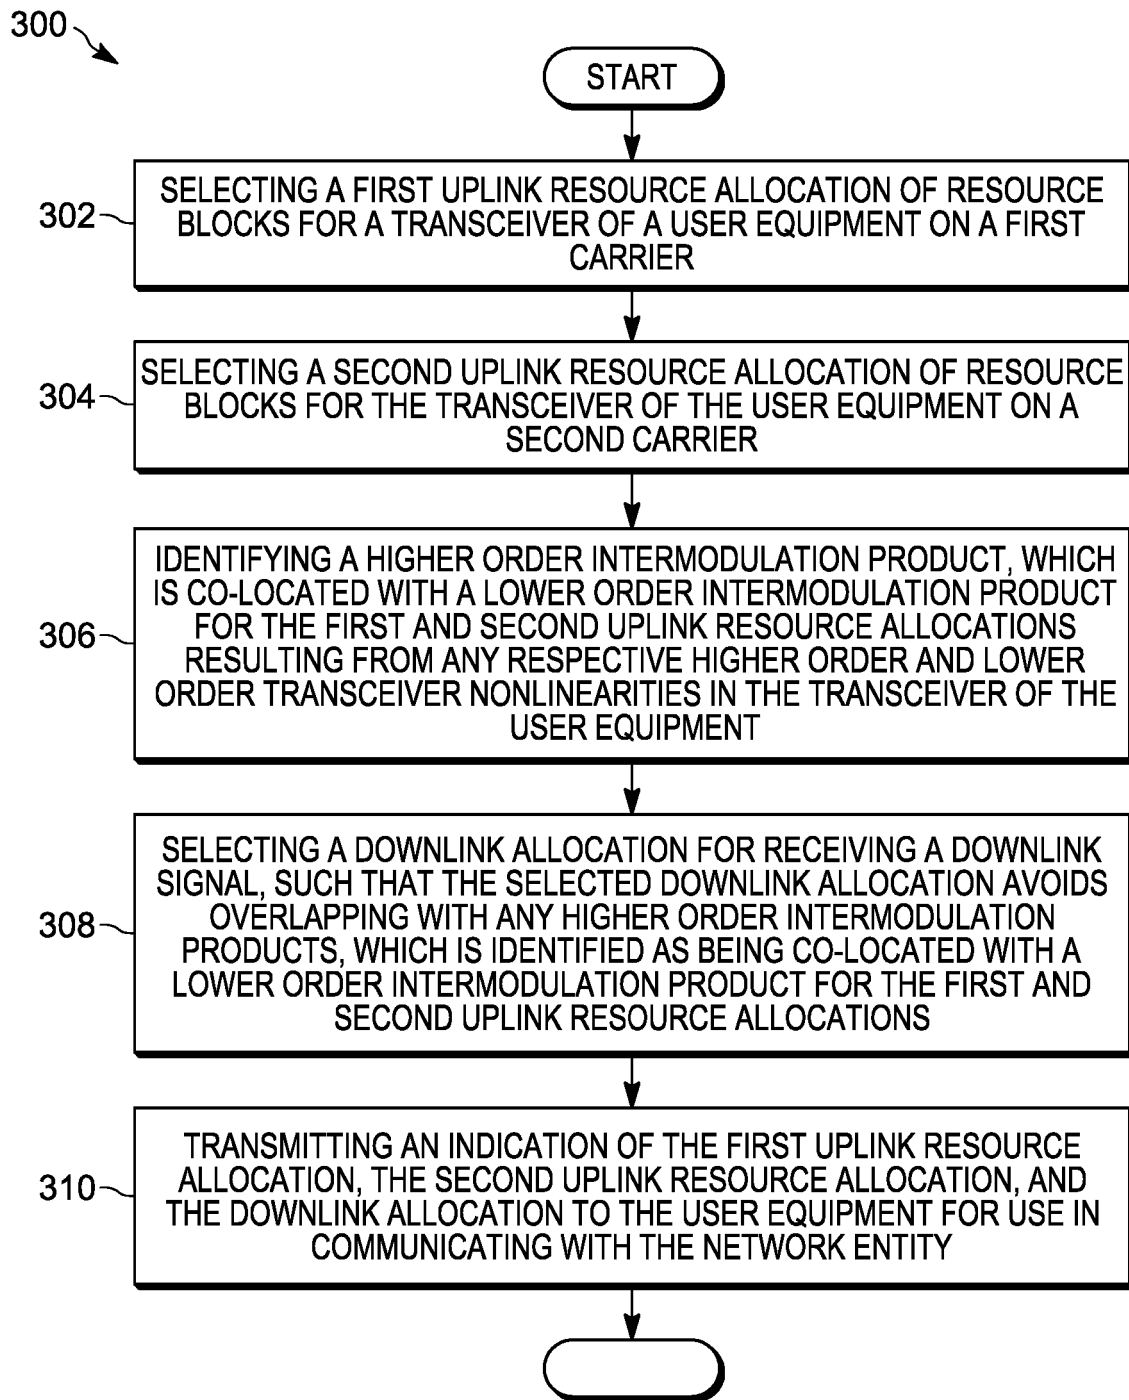 300
START
302
SELECTING A FIRST UPLINK RESOURCE ALLOCATION OF RESOURCE
BLOCKS FOR A TRANSCEIVER OF A USER EQUIPMENT ON A FIRST
CARRIER
304
SELECTING A SECOND UPLINK RESOURCE ALLOCATION OF RESOURCE
BLOCKS FOR THE TRANSCEIVER OF THE USER EQUIPMENT ON A
SECOND CARRIER
306
IDENTIFYING A HIGHER ORDER INTERMODULATION PRODUCT, WHICH
IS CO-LOCATED WITH A LOWER ORDER INTERMODULATION PRODUCT
FOR THE FIRST AND SECOND UPLINK RESOURCE ALLOCATIONS
RESULTING FROM ANY RESPECTIVE HIGHER ORDER AND LOWER
ORDER TRANSCEIVER NONLINEARITIES IN THE TRANSCEIVER OF THE
USER EQUIPMENT
308
SELECTING A DOWNLINK ALLOCATION FOR RECEIVING A DOWNLINK
SIGNAL, SUCH THAT THE SELECTED DOWNLINK ALLOCATION AVOIDS
OVERLAPPING WITH ANY HIGHER ORDER INTERMODULATION
PRODUCTS, WHICH IS IDENTIFIED AS BEING CO-LOCATED WITH A
LOWER ORDER INTERMODULATION PRODUCT FOR THE FIRST AND
SECOND UPLINK RESOURCE ALLOCATIONS
310
TRANSMITTING AN INDICATION OF THE FIRST UPLINK RESOURCE
ALLOCATION, THE SECOND UPLINK RESOURCE ALLOCATION, AND
THE DOWNLINK ALLOCATION TO THE USER EQUIPMENT FOR USE IN
COMMUNICATING WITH THE NETWORK ENTITY